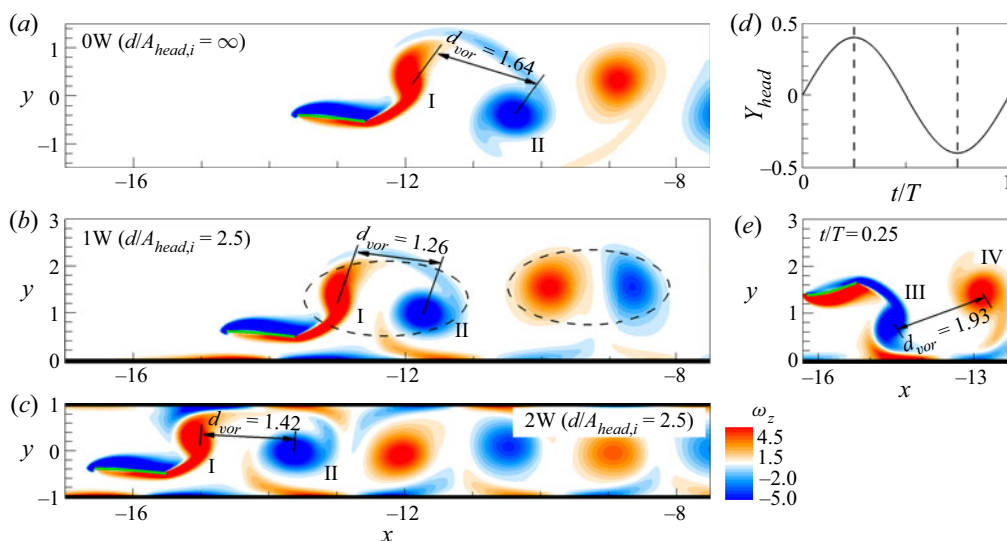 (a)
0W (d/A_head,i = ∞)
d_vor = 1.64
I
II
y
1
0
−1
−16
−12
−8
(b)
1W (d/A_head,i = 2.5)
d_vor = 1.26
I
II
y
3
2
1
0
−16
−12
−8
(c)
2W (d/A_head,i = 2.5)
d_vor = 1.42
I
II
y
1
0
−1
−16
−12
−8
x
(d)
Y_head
0.5
0
−0.5
0
1
t/T
(e)
t/T = 0.25
III
IV
d_vor = 1.93
y
3
2
1
0
−16
−13
x
ω_z
4.5
1.5
−2.0
−5.0